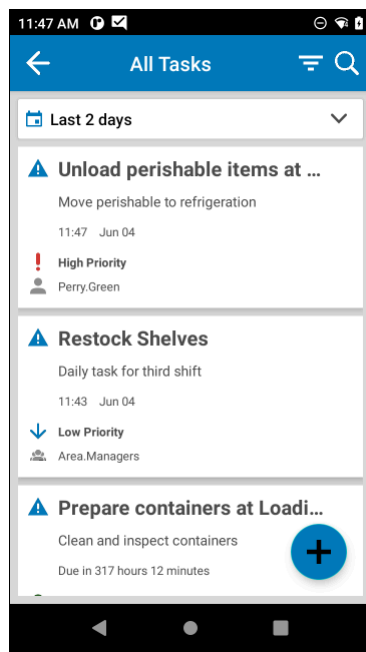 11:47 AM
All Tasks
Last 2 days
Unload perishable items at ...
Move perishable to refrigeration
11:47 Jun 04
High Priority
Perry.Green
Restock Shelves
Daily task for third shift
11:43 Jun 04
Low Priority
Area.Managers
Prepare containers at Loadi...
Clean and inspect containers
Due in 317 hours 12 minutes